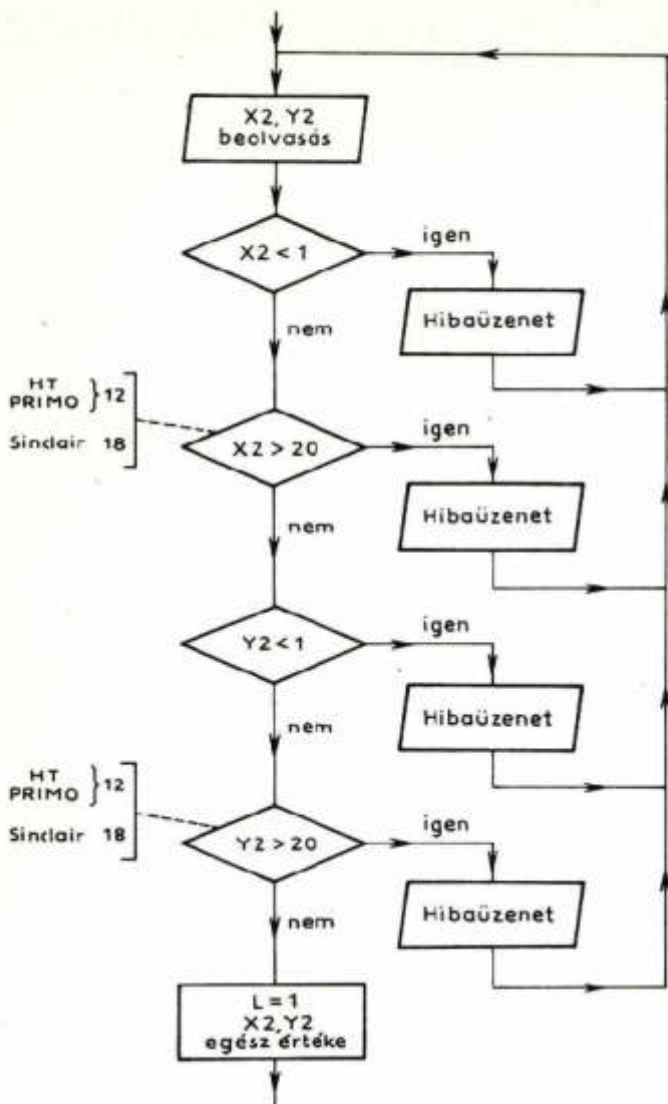 X2, Y2
beolvasás
X2 < 1
igen
Hibaüzenet
nem
HT
PRIMO } 12
Sinclair 18
X2 > 20
igen
Hibaüzenet
nem
Y2 < 1
igen
Hibaüzenet
nem
HT
PRIMO } 12
Sinclair 18
Y2 > 20
igen
Hibaüzenet
nem
L = 1
X2, Y2
egész értéke